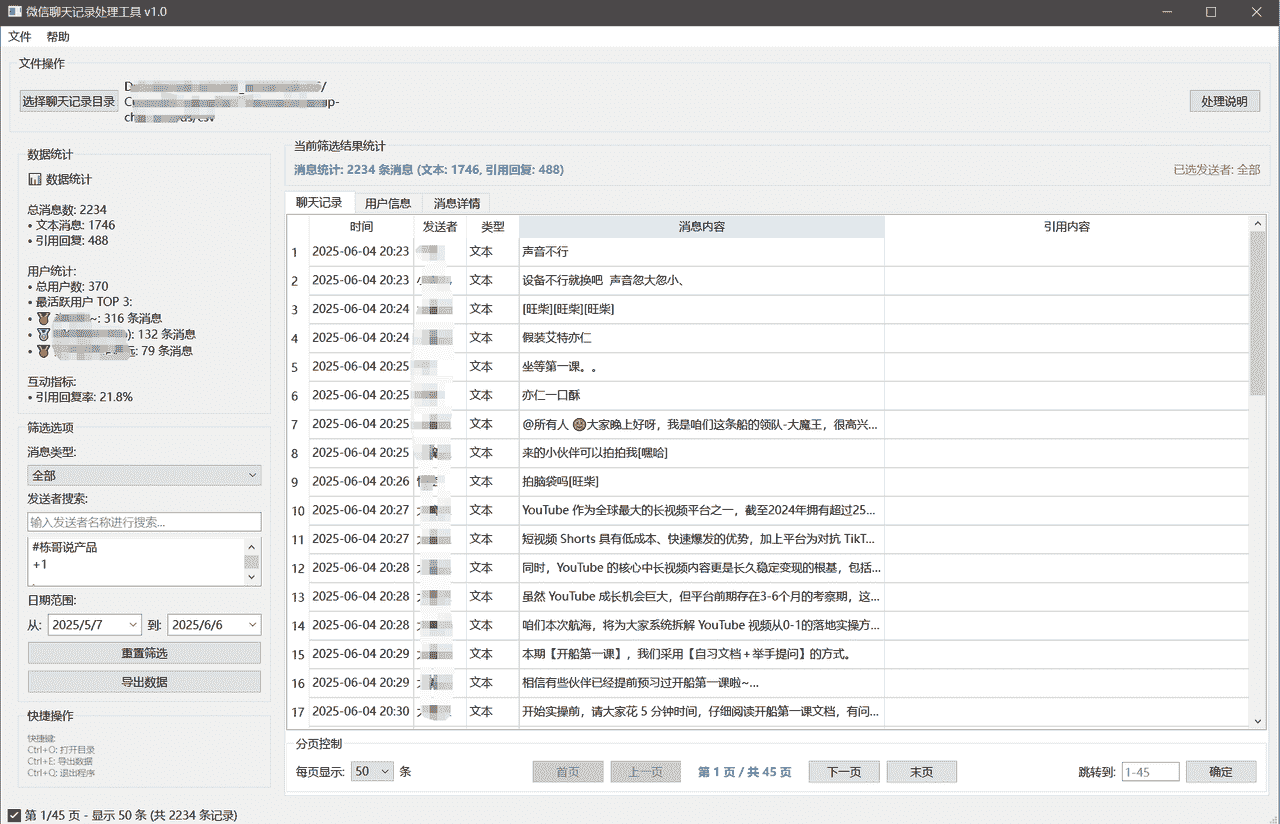 微信聊天记录处理工具 v1.0
文件 帮助
文件操作
选择聊天记录目录
处理说明
数据统计
数据统计
总消息数: 2234
• 文本消息: 1746
• 引用回复: 488
用户统计:
• 总用户数: 370
• 最活跃用户 TOP 3:
~: 316 条消息
): 132 条消息
: 79 条消息
互动指标:
• 引用回复率: 21.8%
筛选选项
消息类型:
全部
发送者搜索:
输入发送者名称进行搜索...
#栋哥说产品
+1
日期范围:
从: 2025/5/7 到: 2025/6/6
重置筛选
导出数据
快捷操作
快捷键:
Ctrl+O: 打开目录
Ctrl+E: 导出数据
Ctrl+Q: 退出程序
当前筛选结果统计
消息统计: 2234 条消息 (文本: 1746, 引用回复: 488)
已选发送者: 全部
聊天记录 用户信息 消息详情
时间 发送者 类型 消息内容 引用内容
1 2025-06-04 20:23 文本 声音不行
2 2025-06-04 20:23 文本 设备不行就换吧 声音忽大忽小、
3 2025-06-04 20:24 文本 [旺柴][旺柴][旺柴]
4 2025-06-04 20:24 文本 假装艾特亦仁
5 2025-06-04 20:25 文本 坐等第一课。。
6 2025-06-04 20:25 文本 亦仁一口酥
7 2025-06-04 20:25 文本 @所有人 大家晚上好呀，我是咱们这条船的领队-大魔王，很高兴...
8 2025-06-04 20:25 文本 来的小伙伴可以拍拍我[嘿哈]
9 2025-06-04 20:26 文本 拍脑袋吗[旺柴]
10 2025-06-04 20:27 文本 YouTube 作为全球最大的长视频平台之一，截至2024年拥有超过25...
11 2025-06-04 20:27 文本 短视频 Shorts 具有低成本、快速爆发的优势，加上平台为对抗 TikT...
12 2025-06-04 20:28 文本 同时，YouTube 的核心中长视频内容更是长久稳定变现的根基，包括...
13 2025-06-04 20:28 文本 虽然 YouTube 成长机会巨大，但平台前期存在3-6个月的考察期，这...
14 2025-06-04 20:28 文本 咱们本次航海，将为大家系统拆解 YouTube 视频从0-1的落地实操方...
15 2025-06-04 20:29 文本 本期【开船第一课】，我们采用【自习文档 + 举手提问】的方式。
16 2025-06-04 20:29 文本 相信有些伙伴已经提前预习过开船第一课啦~...
17 2025-06-04 20:30 文本 开始实操前，请大家花 5 分钟时间，仔细阅读开船第一课文档，有问...
分页控制
每页显示: 50 条 首页 上一页 第 1 页 / 共 45 页 下一页 末页 跳转到: 1-45 确定
第 1/45 页 - 显示 50 条 (共 2234 条记录)